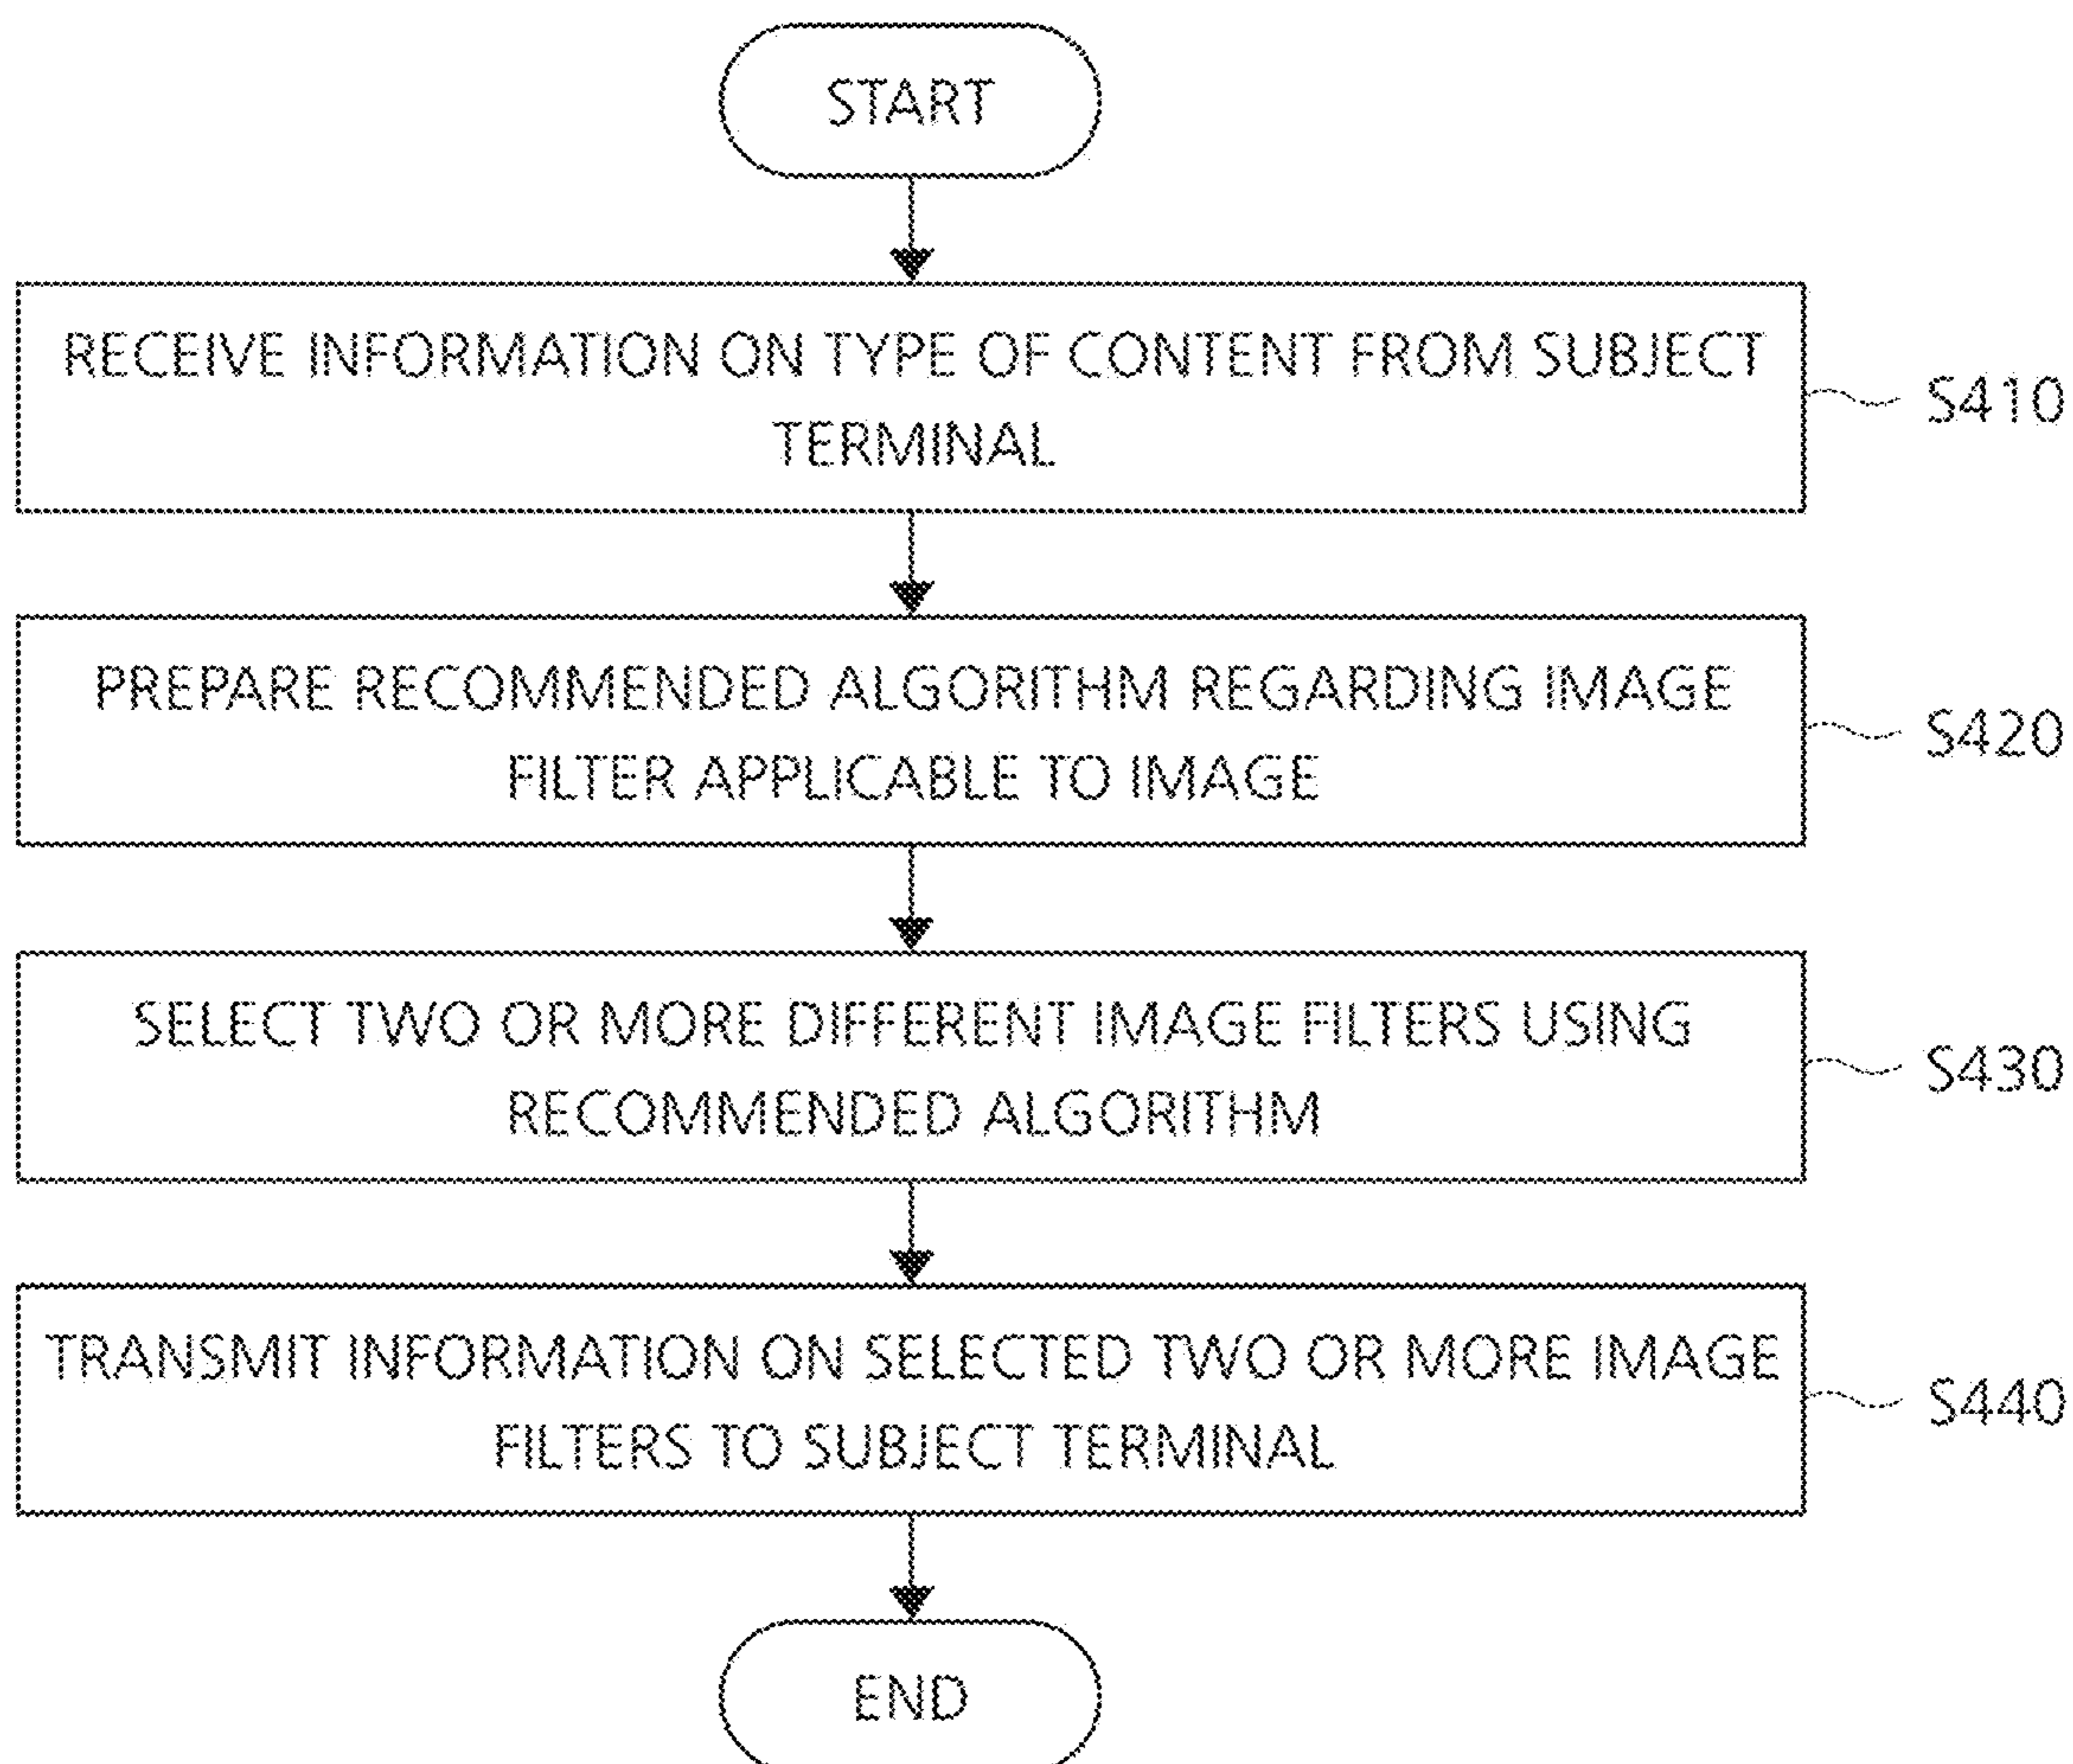 START
RECEIVE INFORMATION ON TYPE OF CONTENT FROM SUBJECT
TERMINAL
S410
PREPARE RECOMMENDED ALGORITHM REGARDING IMAGE
FILTER APPLICABLE TO IMAGE
S420
SELECT TWO OR MORE DIFFERENT IMAGE FILTERS USING
RECOMMENDED ALGORITHM
S430
TRANSMIT INFORMATION ON SELECTED TWO OR MORE IMAGE
FILTERS TO SUBJECT TERMINAL
S440
END